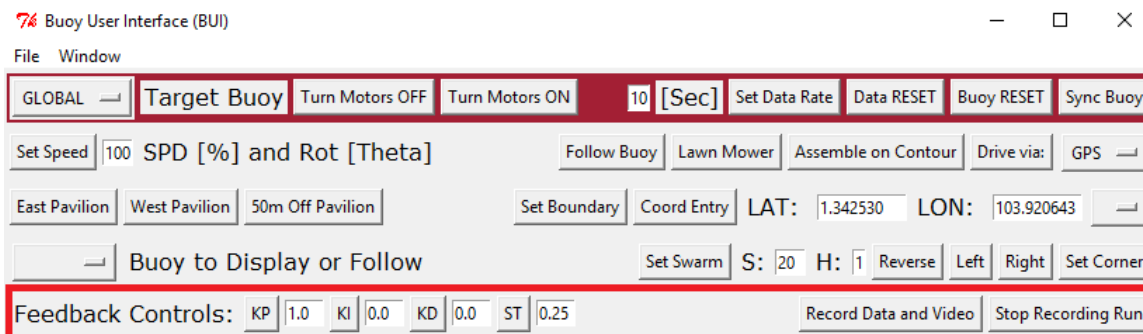 Buoy User Interface (BUI)
File Window
GLOBAL Target Buoy Turn Motors OFF Turn Motors ON 10 [Sec] Set Data Rate Data RESET Buoy RESET Sync Buoy
Set Speed 100 SPD [%] and Rot [Theta] Follow Buoy Lawn Mower Assemble on Contour Drive via: GPS
East Pavilion West Pavilion 50m Off Pavilion Set Boundary Coord Entry LAT: 1.342530 LON: 103.920643
Buoy to Display or Follow Set Swarm S: 20 H: 1 Reverse Left Right Set Corner
Feedback Controls: KP 1.0 KI 0.0 KD 0.0 ST 0.25 Record Data and Video Stop Recording Run